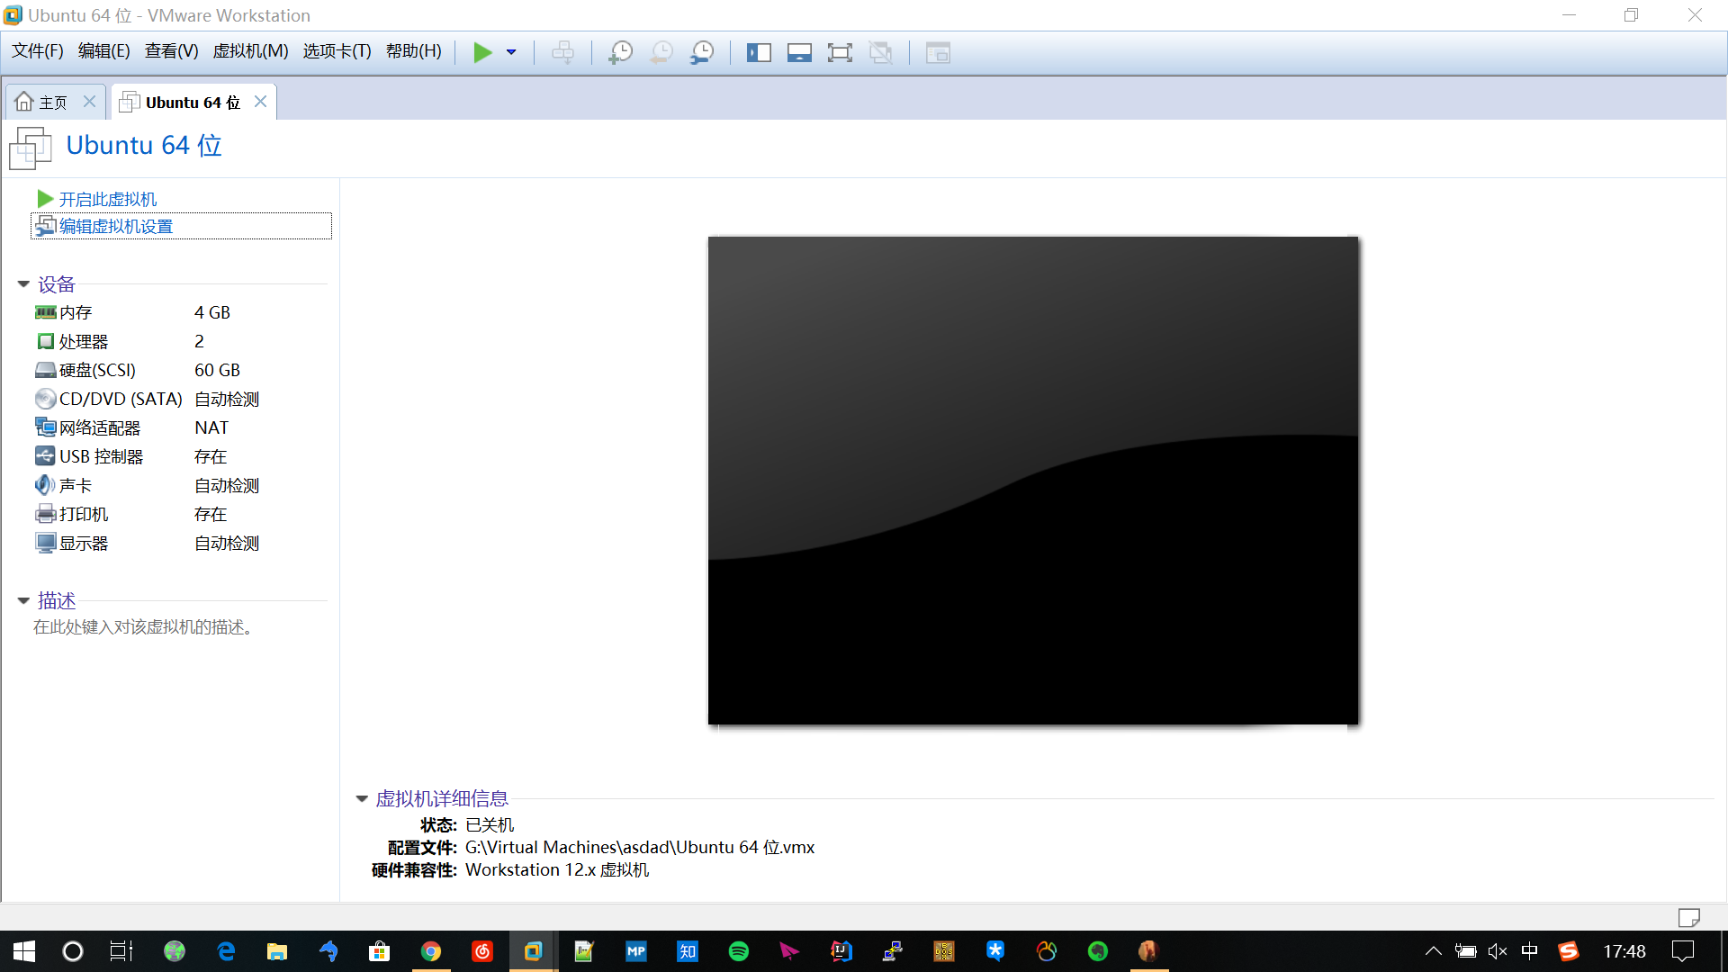 Ubuntu 64 位 - VMware Workstation
文件(F) 编辑(E) 查看(V) 虚拟机(M) 选项卡(T) 帮助(H)
主页
Ubuntu 64 位
Ubuntu 64 位
开启此虚拟机
编辑虚拟机设置
设备
内存 4 GB
处理器 2
硬盘(SCSI) 60 GB
CD/DVD (SATA) 自动检测
网络适配器 NAT
USB 控制器 存在
声卡 自动检测
打印机 存在
显示器 自动检测
描述
在此处键入对该虚拟机的描述。
虚拟机详细信息
状态: 已关机
配置文件: G:\Virtual Machines\asdad\Ubuntu 64 位.vmx
硬件兼容性: Workstation 12.x 虚拟机
MP 知 IJ 中 17:48